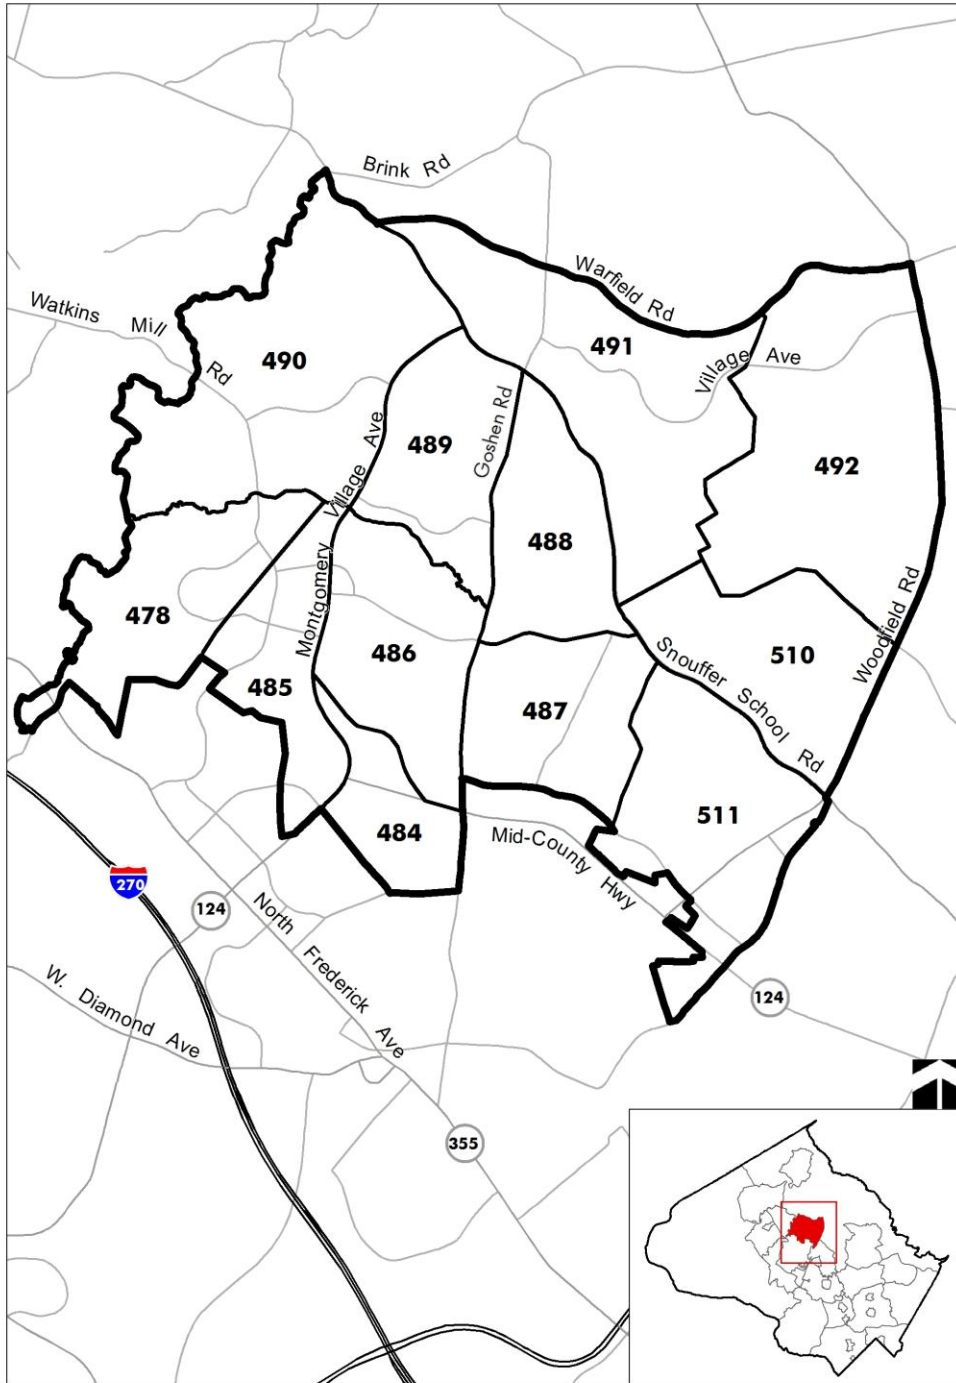 Brink Rd
Warfield Rd
Watkins Mill Rd
490
491
Village Ave
Goshen Rd
Montgomery Village Ave
489
492
488
478
486
510
485
487
Snouffer School Rd
Woodfield Rd
484
511
Mid-County Hwy
270
124
North Frederick Ave
W. Diamond Ave
124
355